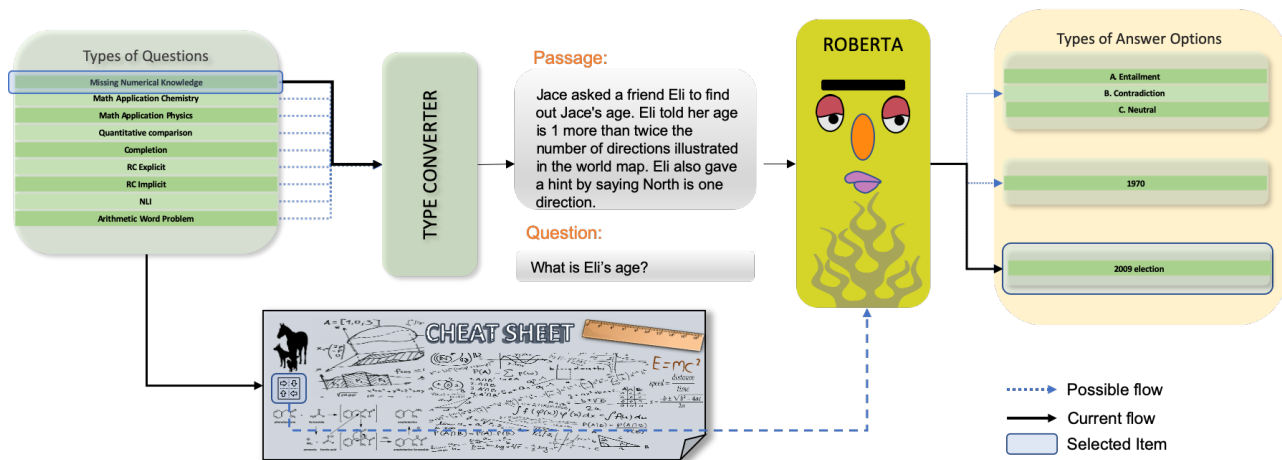 Types of Questions
Missing Numerical Knowledge
Math Application Chemistry
Math Application Physics
Quantitative comparison
Completion
RC Explicit
RC Implicit
NLI
Arithmetic Word Problem
TYPE CONVERTER
Passage:
Jace asked a friend Eli to find
out Jace's age. Eli told her age
is 1 more than twice the
number of directions illustrated
in the world map. Eli also gave
a hint by saying North is one
direction.
Question:
What is Eli's age?
ROBERTA
Types of Answer Options
A. Entailment
B. Contradiction
C. Neutral
1970
2009 election
CHEAT SHEET
E=mc²
speed = distance
time
Possible flow
Current flow
Selected Item